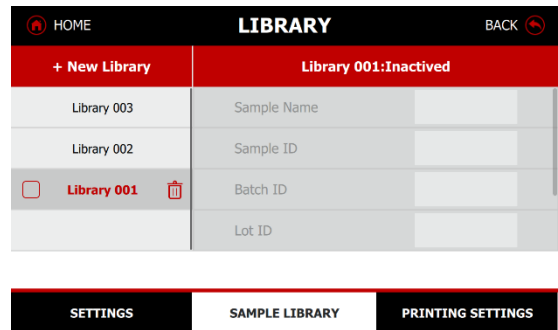 HOME
LIBRARY
BACK
+ New Library
Library 001:Inactived
Library 003
Sample Name
Library 002
Sample ID
Library 001
Batch ID
Lot ID
SETTINGS
SAMPLE LIBRARY
PRINTING SETTINGS